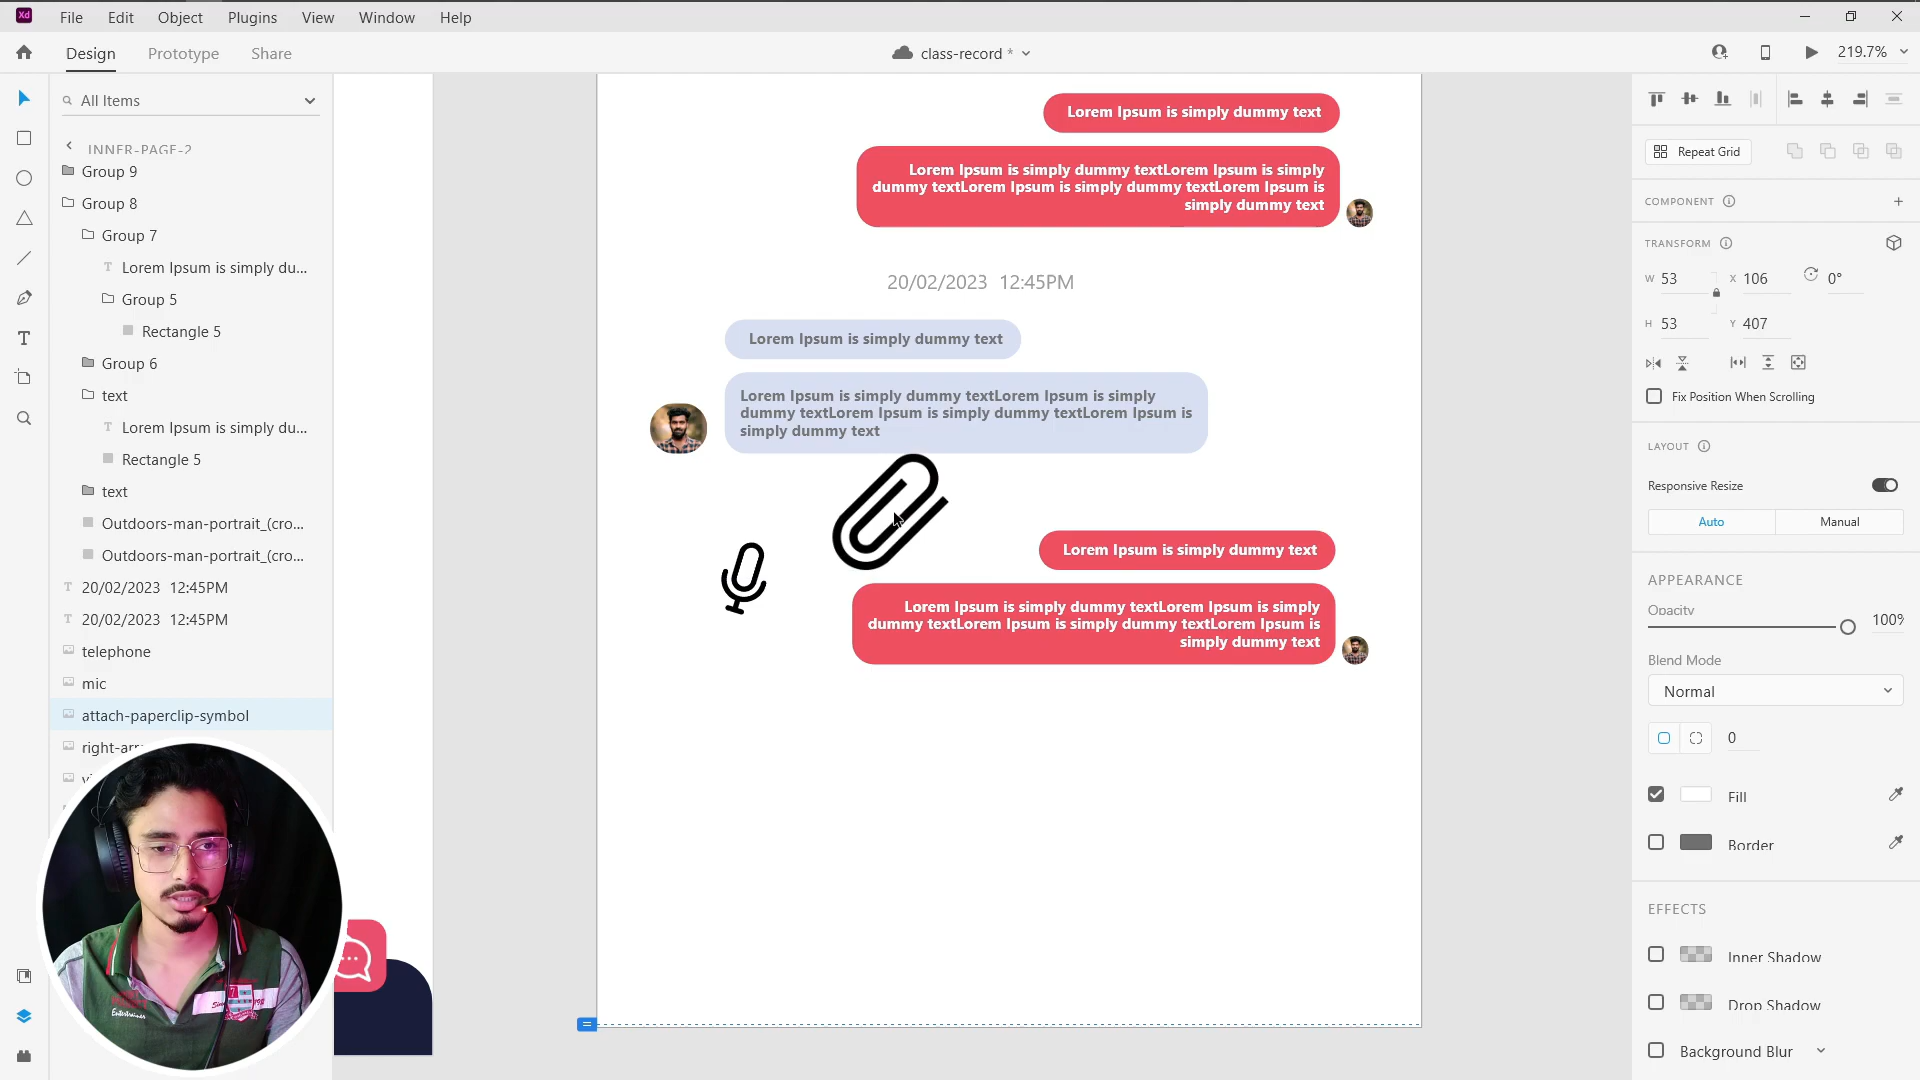 Xd File Edit Object Plugins View Window Help
Design Prototype Share
class-record *
219.7%
All Items
INNER-PAGE-2
Group 9
Group 8
Group 7
Lorem Ipsum is simply du...
Group 5
Rectangle 5
Group 6
text
Lorem Ipsum is simply du...
Rectangle 5
text
Outdoors-man-portrait_(cro...
Outdoors-man-portrait_(cro...
20/02/2023 12:45PM
20/02/2023 12:45PM
telephone
mic
attach-paperclip-symbol
Lorem Ipsum is simply dummy text
Lorem Ipsum is simply dummy textLorem Ipsum is simply
dummy textLorem Ipsum is simply dummy textLorem Ipsum is
simply dummy text
20/02/2023 12:45PM
Lorem Ipsum is simply dummy text
Lorem Ipsum is simply dummy textLorem Ipsum is simply
dummy textLorem Ipsum is simply dummy textLorem Ipsum is
simply dummy text
Lorem Ipsum is simply dummy text
Lorem Ipsum is simply dummy textLorem Ipsum is simply
dummy textLorem Ipsum is simply dummy textLorem Ipsum is
simply dummy text
Repeat Grid
COMPONENT
TRANSFORM
W 53 X 106 0°
H 53 Y 407
Fix Position When Scrolling
LAYOUT
Responsive Resize
Auto Manual
APPEARANCE
Opacity
100%
Blend Mode
Normal
0
Fill
Border
EFFECTS
Inner Shadow
Drop Shadow
Background Blur